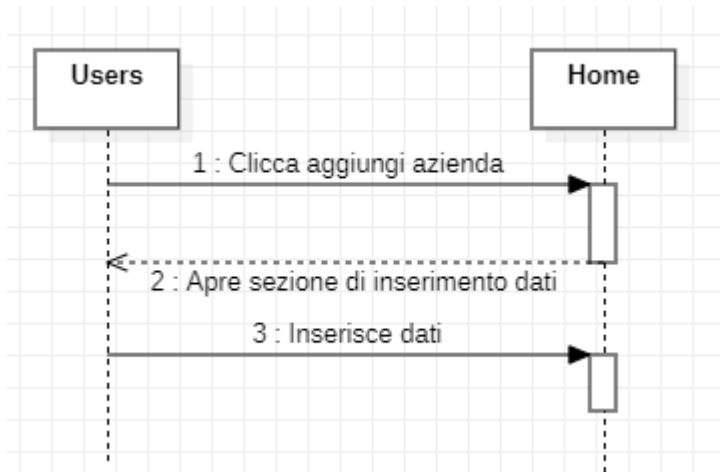 Users
Home
1 : Clicca aggiungi azienda
2 : Apre sezione di inserimento dati
3 : Inserisce dati